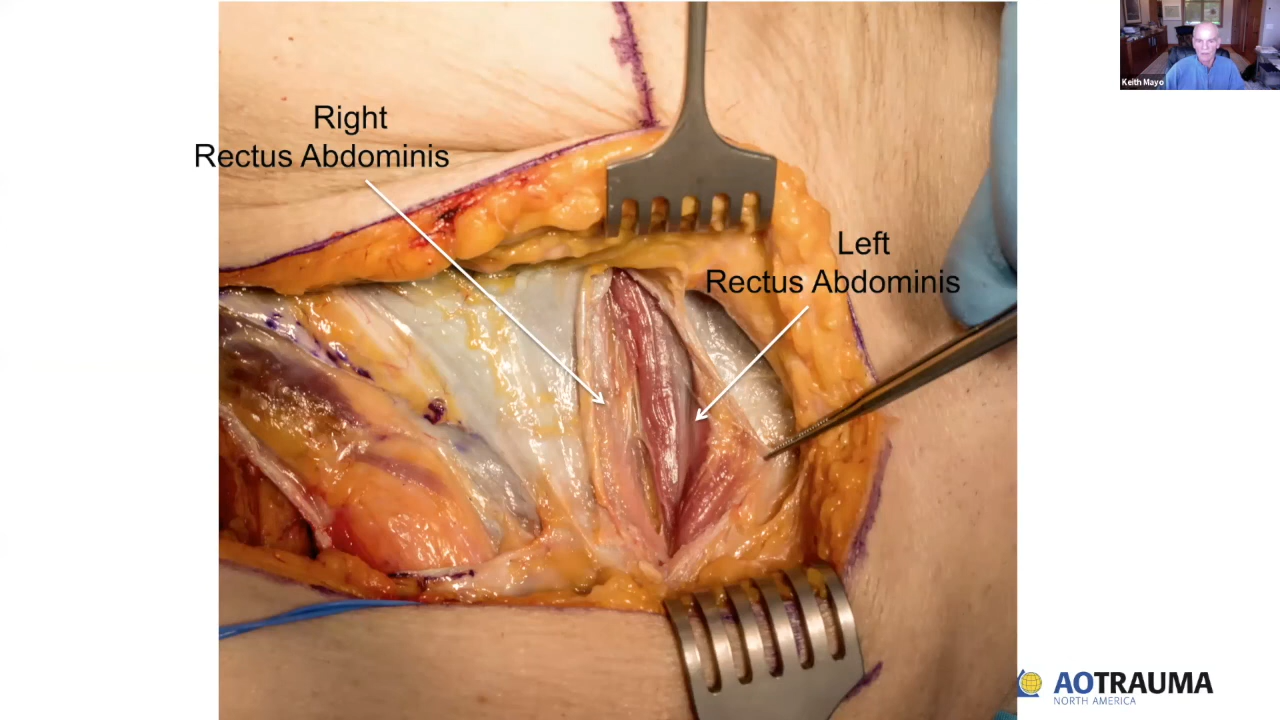 Keith Mayo
Right
Rectus Abdominis
Left
Rectus Abdominis
AOTRAUMA
NORTH AMERICA